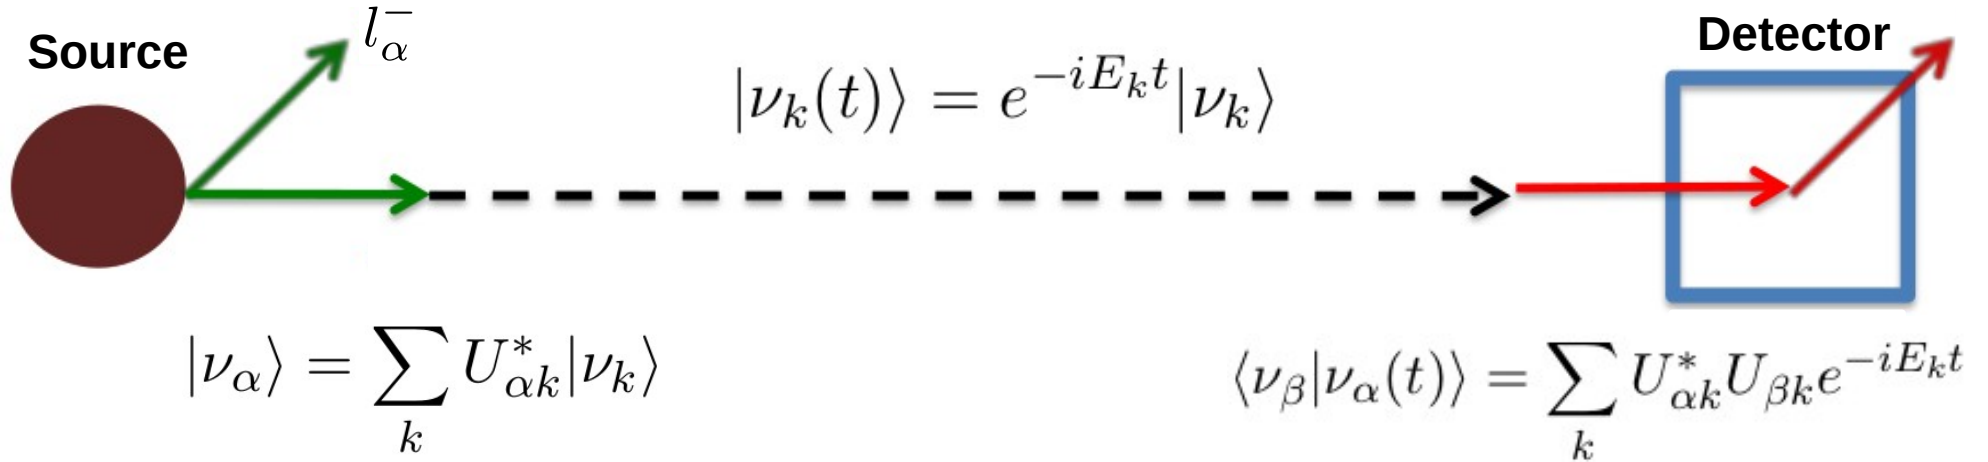 Source
l_α^-
Detector
|ν_k(t)⟩ = e^{-iE_k t}|ν_k⟩
|ν_α⟩ = ∑_k U^*_{αk}|ν_k⟩
⟨ν_β|ν_α(t)⟩ = ∑_k U^*_{αk} U_{βk} e^{-iE_k t}